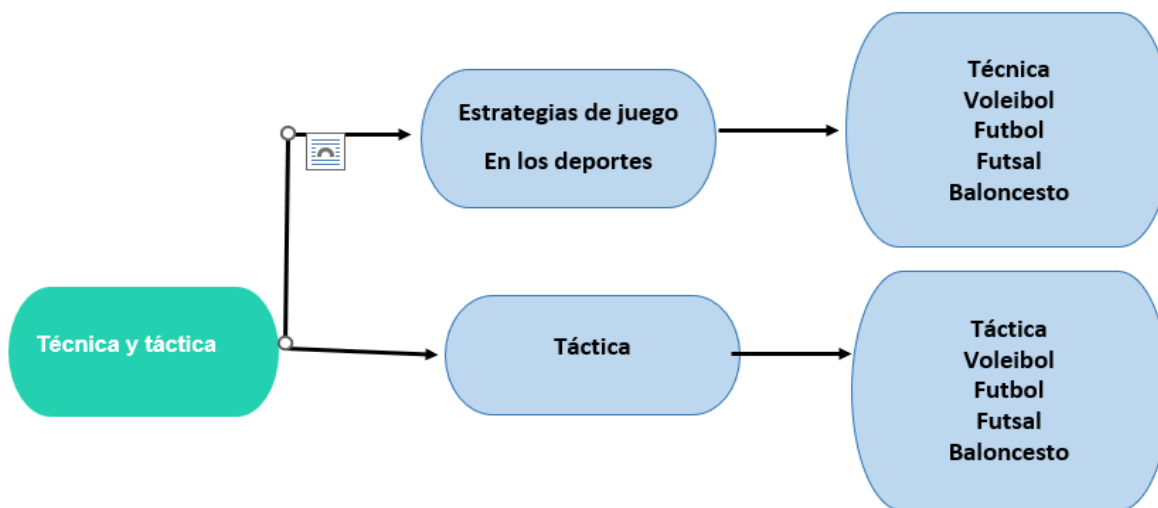 Técnica y táctica
Estrategias de juego
En los deportes
Técnica
Voleibol
Futbol
Futsal
Baloncesto
Táctica
Táctica
Voleibol
Futbol
Futsal
Baloncesto